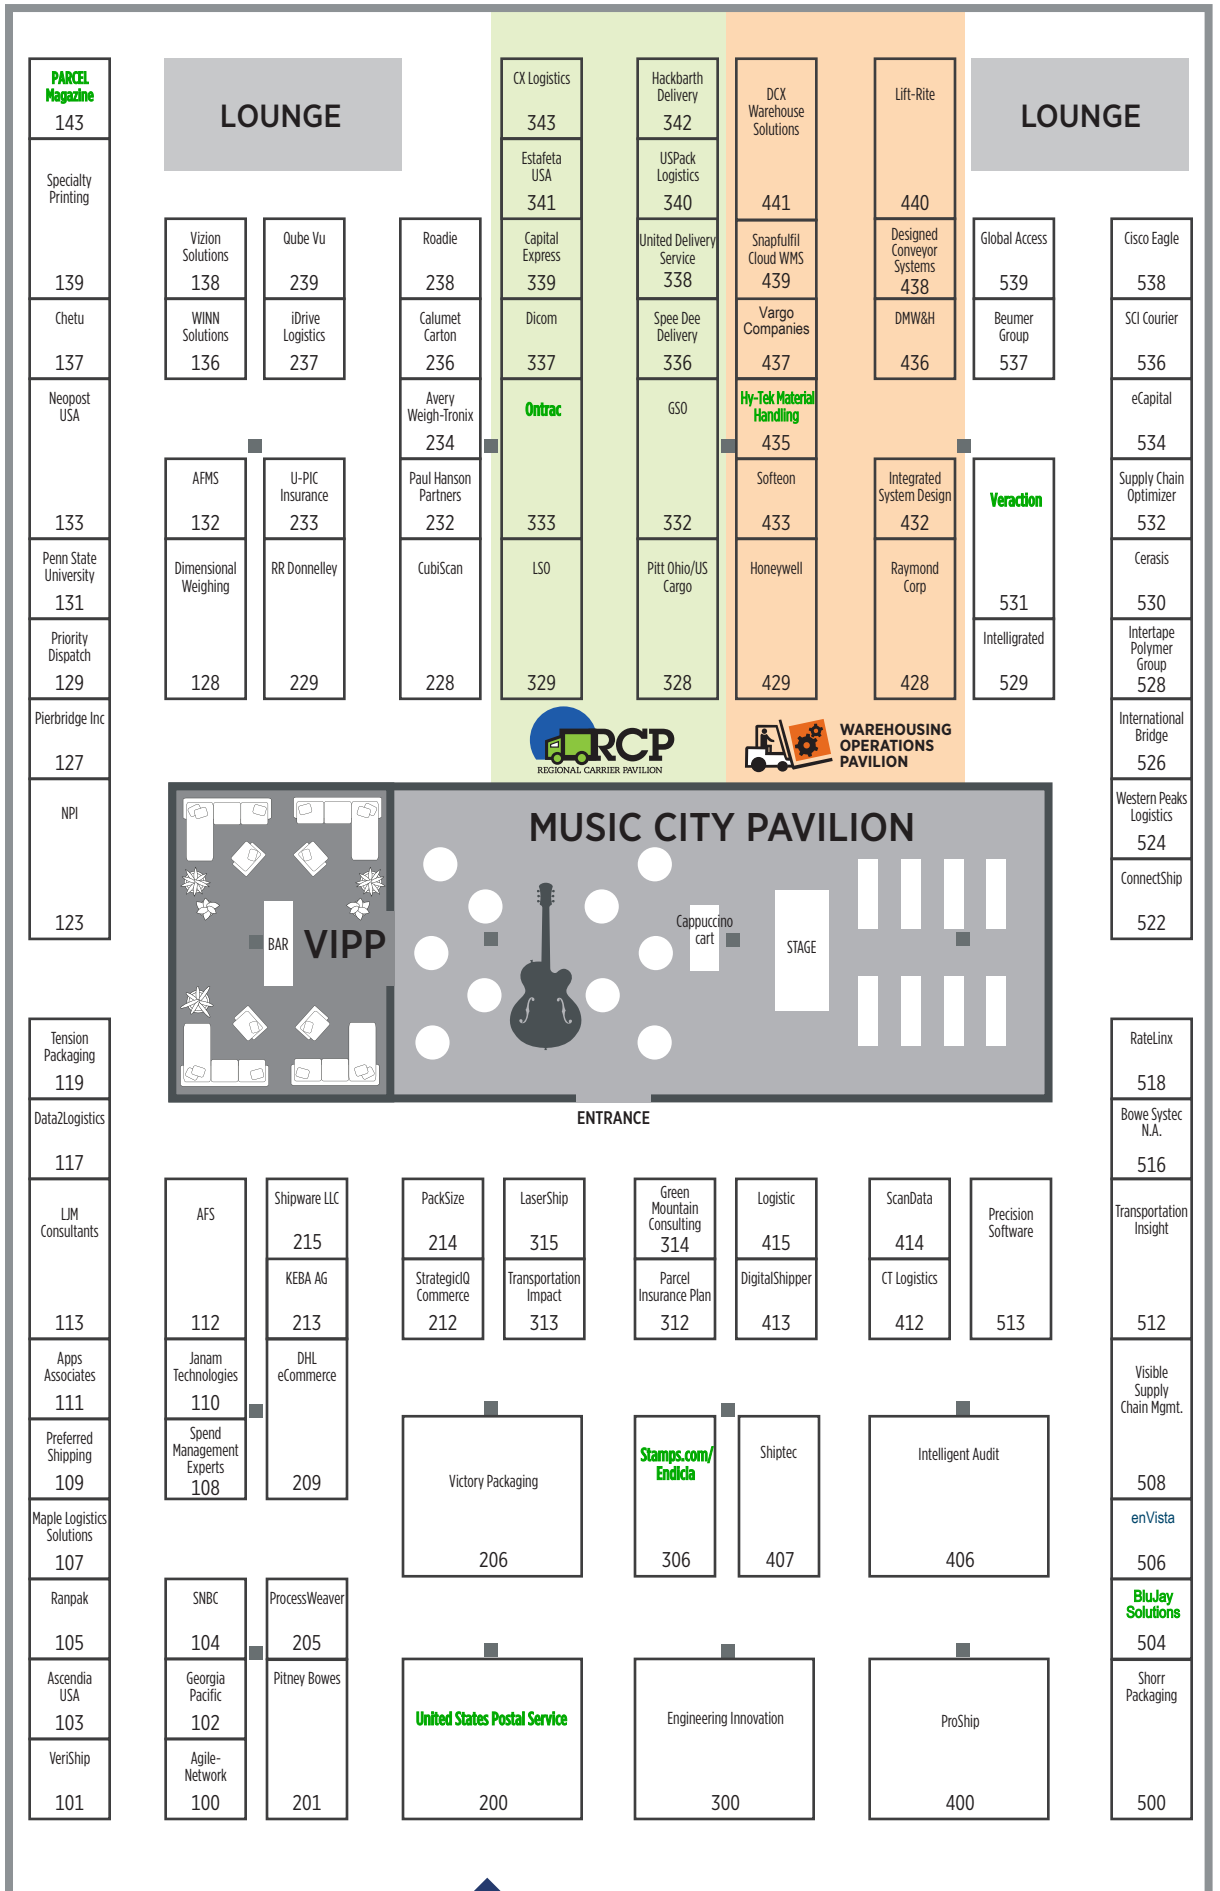 PARCEL
Magazine
143
Specialty
Printing
139
Chetu
137
Neopost
USA
133
Penn State
University
131
Priority
Dispatch
129
Pierbridge Inc
127
NPI
123
LOUNGE
Vizion
Solutions
138
Qube Vu
239
WINN
Solutions
136
iDrive
Logistics
237
AFMS
132
U-PIC
Insurance
233
Dimensional
Weighing
128
RR Donnelley
229
Roadie
238
Calumet
Carton
236
Avery
Weigh-Tronix
234
Paul Hanson
Partners
232
CubiScan
228
CX Logistics
343
Estafeta
USA
341
Capital
Express
339
Dicom
337
Ontrac
333
LSO
329
Hackbarth
Delivery
342
USPack
Logistics
340
United Delivery
Service
338
Spee Dee
Delivery
336
GSO
332
Pitt Ohio/US
Cargo
328
RCP
REGIONAL CARRIER PAVILION
DCX
Warehouse
Solutions
441
Snapfulfil
Cloud WMS
439
Vargo
Companies
437
Hy-Tek Material
Handling
435
Softeon
433
Honeywell
429
Lift-Rite
440
Designed
Conveyor
Systems
438
DMW&H
436
Integrated
System Design
432
Raymond
Corp
428
WAREHOUSING
OPERATIONS
PAVILION
LOUNGE
Global Access
539
Beumer
Group
537
Veraction
531
Intelligrated
529
Cisco Eagle
538
SCI Courier
536
eCapital
534
Supply Chain
Optimizer
532
Cerasis
530
Intertape
Polymer
Group
528
International
Bridge
526
Western Peaks
Logistics
524
ConnectShip
522
MUSIC CITY PAVILION
BAR
VIPP
Cappuccino
cart
STAGE
ENTRANCE
Tension
Packaging
119
Data2Logistics
117
LJM
Consultants
113
Apps
Associates
111
Preferred
Shipping
109
Maple Logistics
Solutions
107
Ranpak
105
Ascendia
USA
103
VeriShip
101
AFS
112
Janam
Technologies
110
Spend
Management
Experts
108
SNBC
104
Georgia
Pacific
102
Agile-
Network
100
Shipware LLC
215
KEBA AG
213
DHL
eCommerce
209
ProcessWeaver
205
Pitney Bowes
201
PackSize
214
StrategicIQ
Commerce
212
LaserShip
315
Transportation
Impact
313
Victory Packaging
206
United States Postal Service
200
Green
Mountain
Consulting
314
Parcel
Insurance Plan
312
Logistic
415
DigitalShipper
413
Stamps.com/
Endicia
306
Shiptec
407
Engineering Innovation
300
ScanData
414
CT Logistics
412
Precision
Software
513
Intelligent Audit
406
ProShip
400
RateLinx
518
Bowe Systec
N.A.
516
Transportation
Insight
512
Visible
Supply
Chain Mgmt.
508
enVista
506
BluJay
Solutions
504
Shorr
Packaging
500